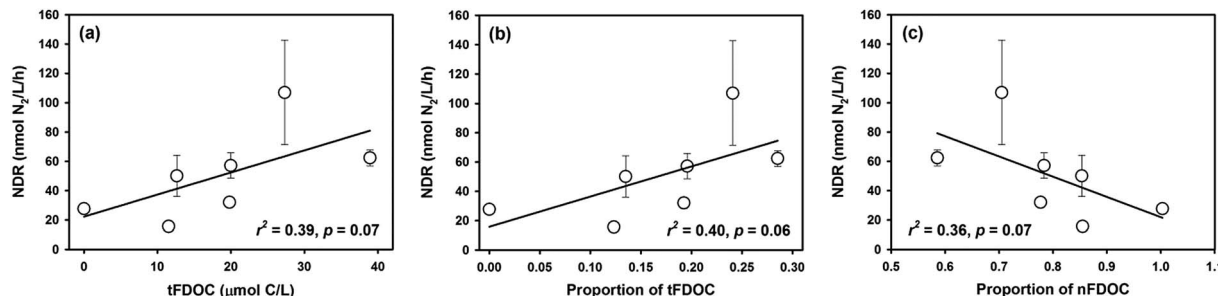 (a)
NDR (nmol N₂/L/h)
160
140
120
100
80
60
40
20
0
r² = 0.39, p = 0.07
0 10 20 30 40
tFDOC (μmol C/L)
(b)
NDR (nmol N₂/L/h)
160
140
120
100
80
60
40
20
0
r² = 0.40, p = 0.06
0.00 0.05 0.10 0.15 0.20 0.25 0.30
Proportion of tFDOC
(c)
NDR (nmol N₂/L/h)
160
140
120
100
80
60
40
20
0
r² = 0.36, p = 0.07
0.5 0.6 0.7 0.8 0.9 1.0 1.1
Proportion of nFDOC